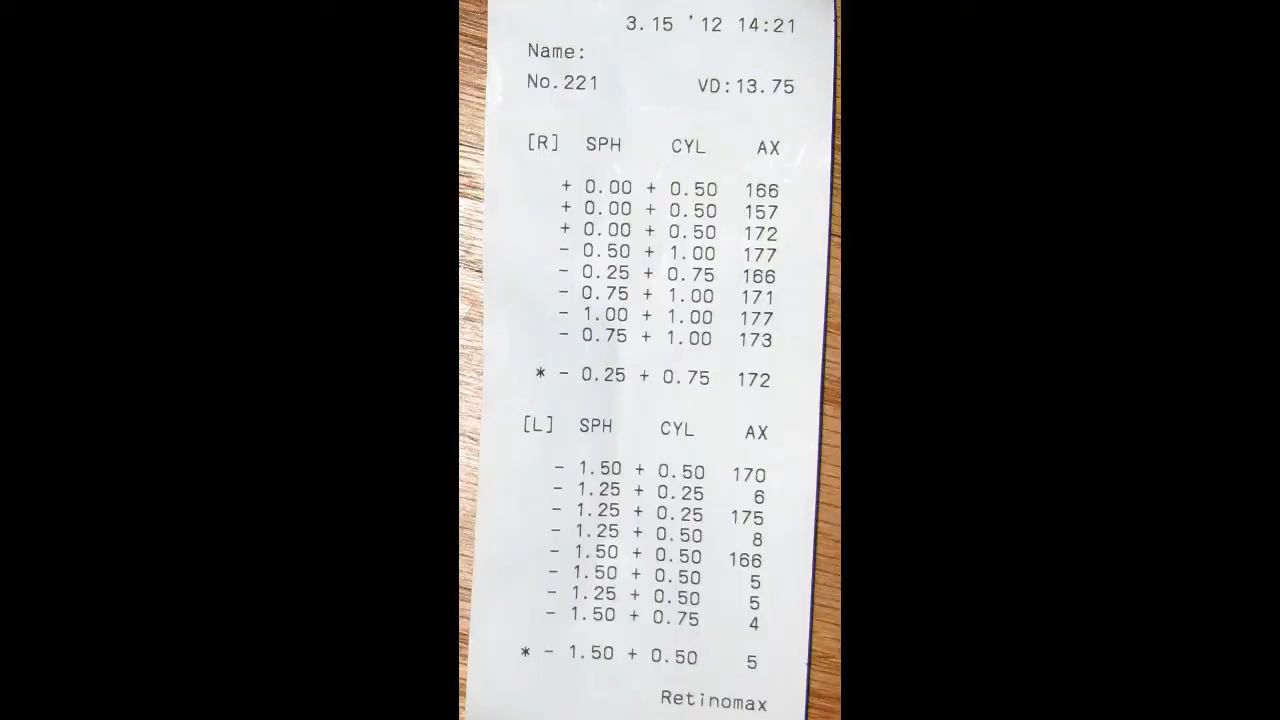 3.15 '12 14:21
Name:
No.221 VD:13.75
[R] SPH CYL AX
+ 0.00 + 0.50 166
+ 0.00 + 0.50 157
+ 0.00 + 0.50 172
- 0.50 + 1.00 177
- 0.25 + 0.75 166
- 0.75 + 1.00 171
- 1.00 + 1.00 177
- 0.75 + 1.00 173
* - 0.25 + 0.75 172
[L] SPH CYL AX
- 1.50 + 0.50 170
- 1.25 + 0.25 6
- 1.25 + 0.25 175
- 1.25 + 0.50 8
- 1.50 + 0.50 166
- 1.50 + 0.50 5
- 1.25 + 0.50 5
- 1.50 + 0.75 4
* - 1.50 + 0.50 5
Retinomax